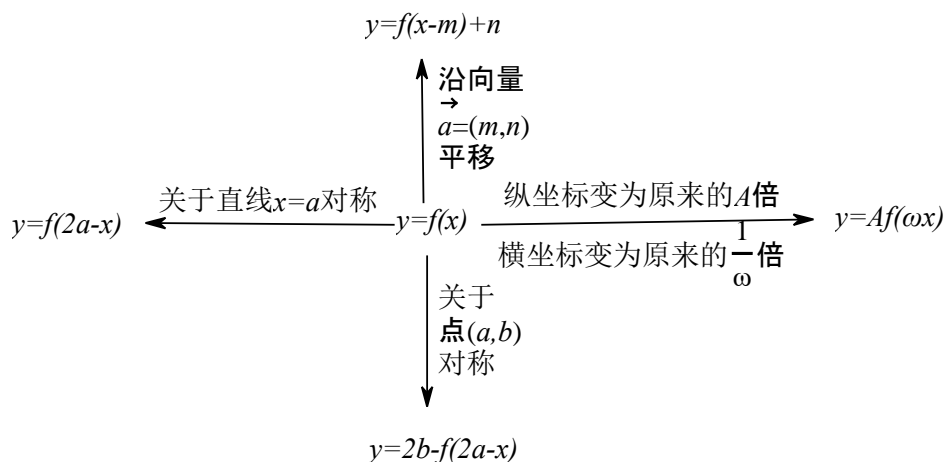 y=f(x-m)+n
沿向量
→
a=(m,n)
平移
关于直线x=a对称
纵坐标变为原来的A倍
y=f(2a-x)
y=f(x)
y=Af(ωx)
横坐标变为原来的1/ω倍
关于
点(a,b)
对称
y=2b-f(2a-x)